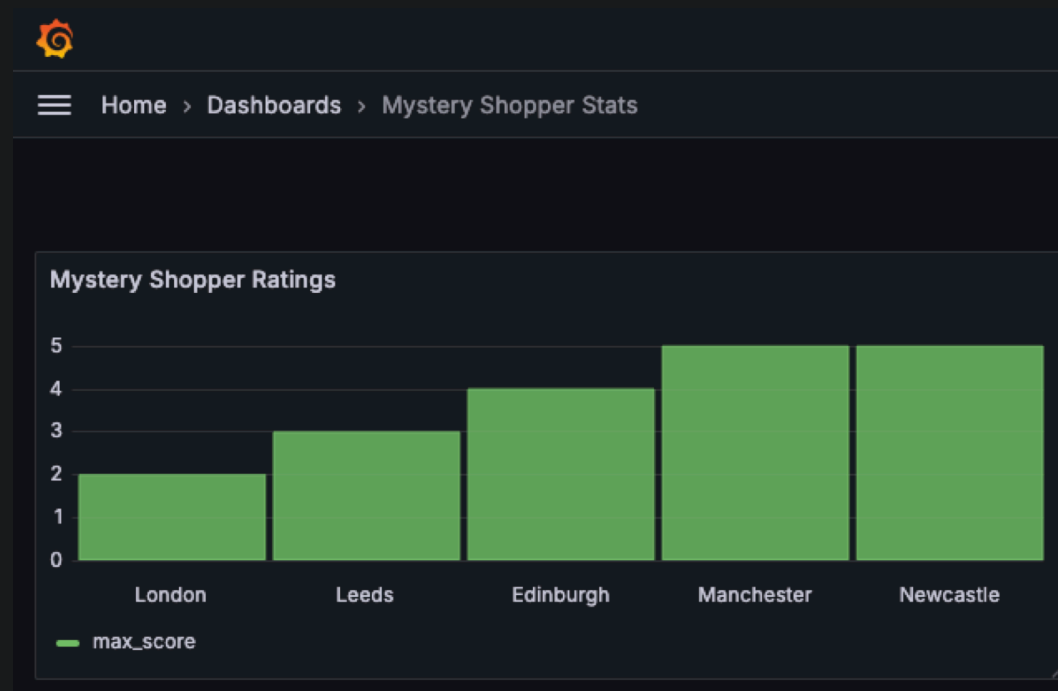 Home › Dashboards › Mystery Shopper Stats
Mystery Shopper Ratings
5
4
3
2
1
0
London Leeds Edinburgh Manchester Newcastle
max_score